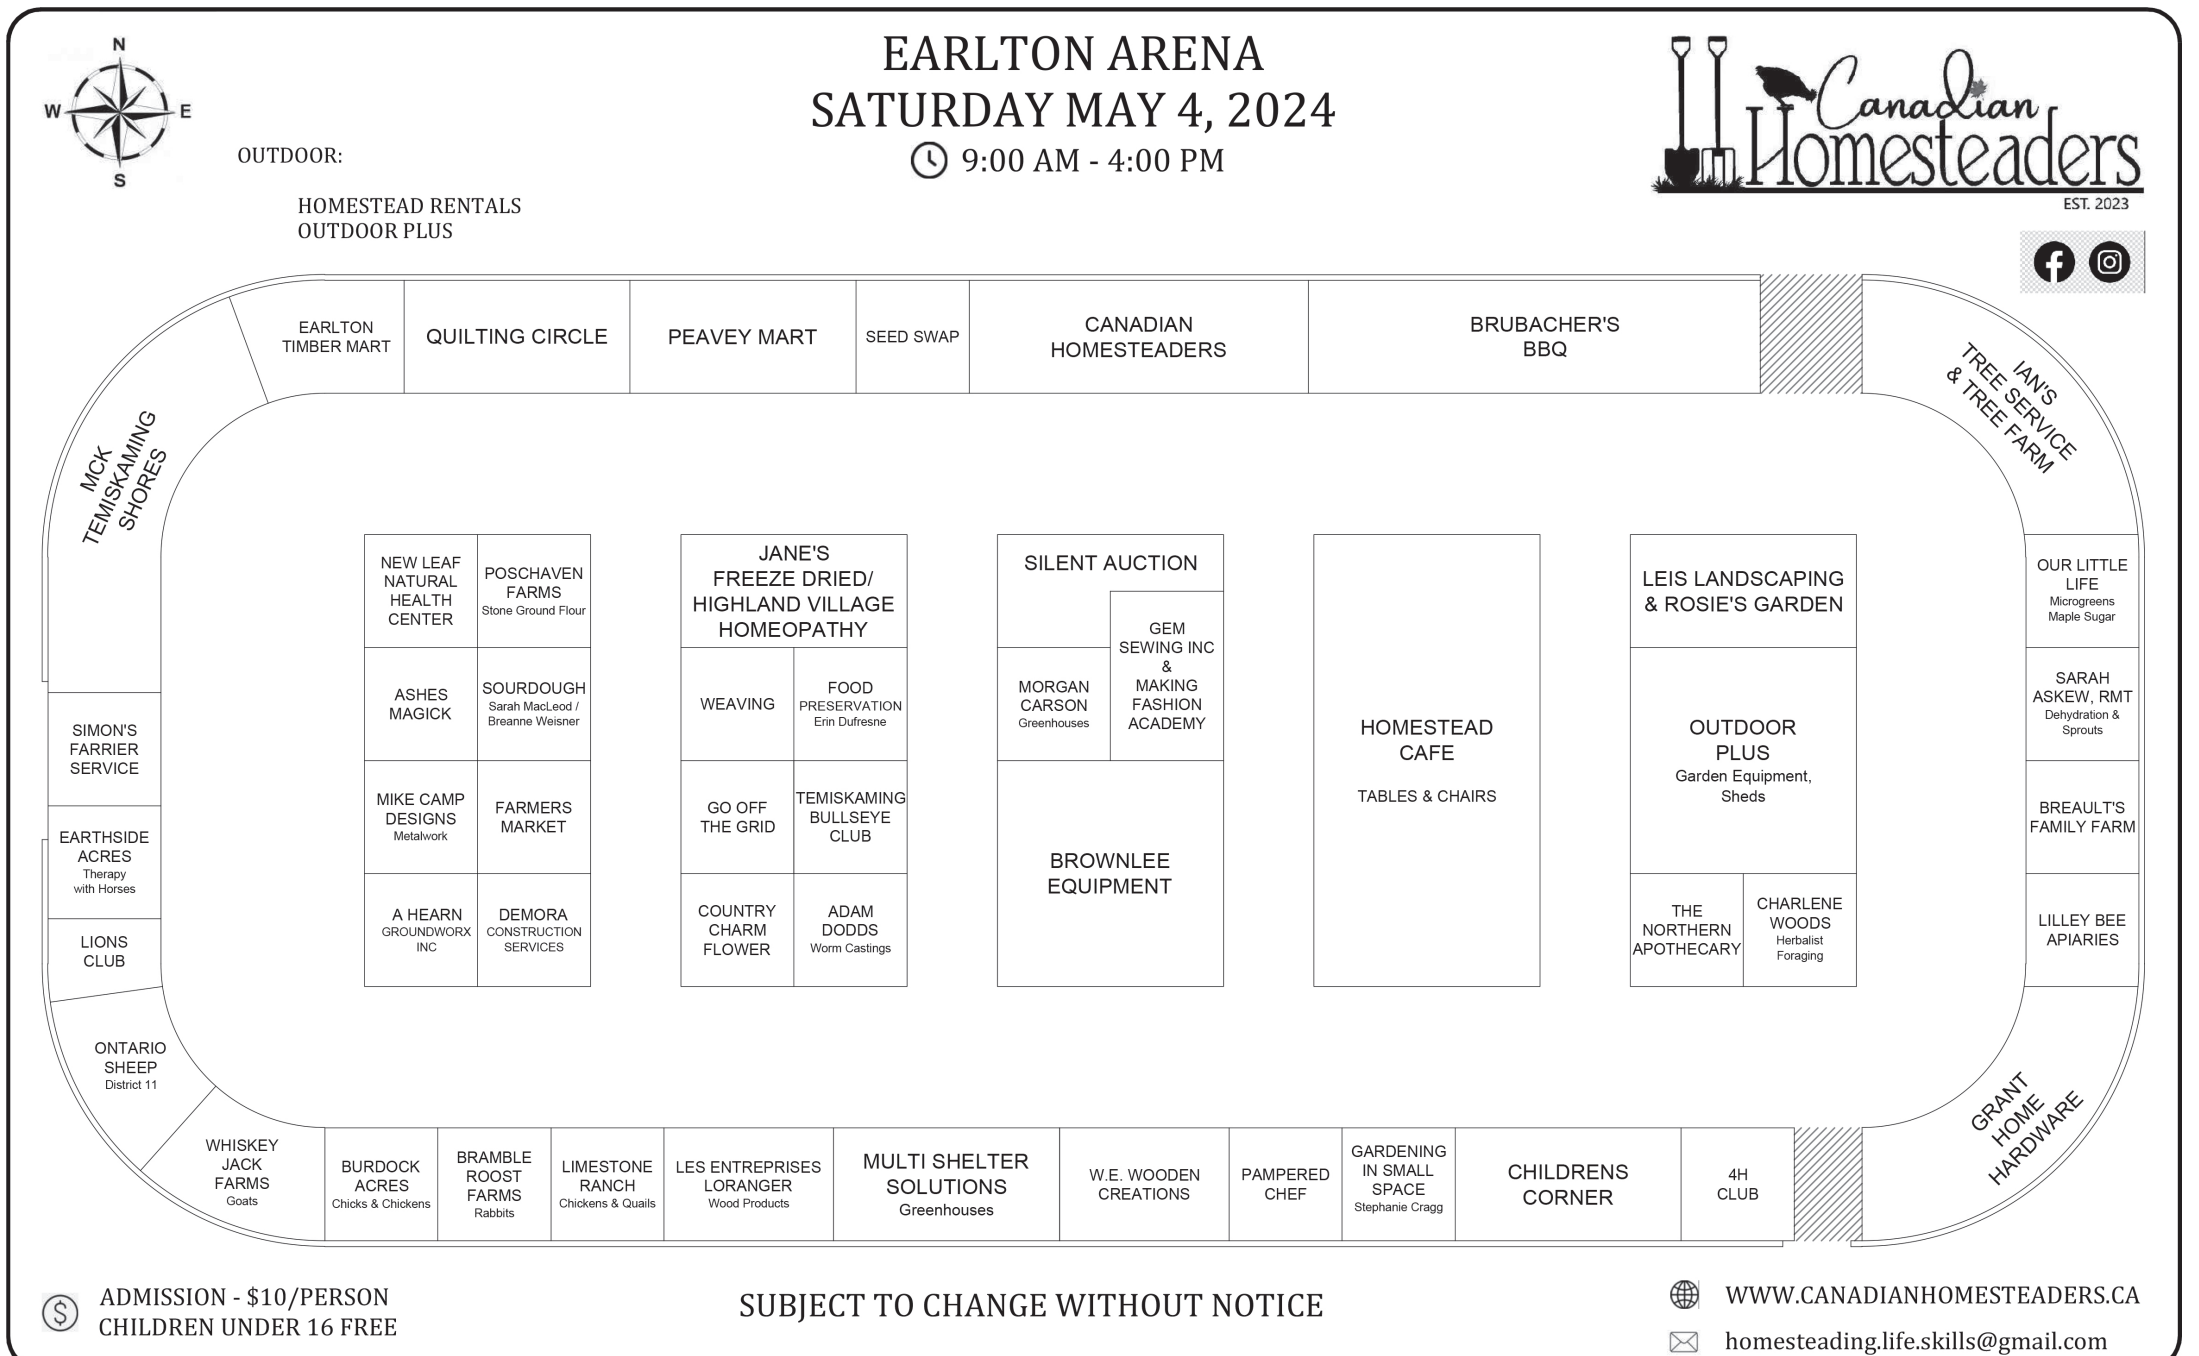 N
W
E
S
EARLTON ARENA
SATURDAY MAY 4, 2024
9:00 AM - 4:00 PM
Canadian
Homesteaders
EST. 2023
OUTDOOR:
HOMESTEAD RENTALS
OUTDOOR PLUS
EARLTON
TIMBER MART
QUILTING CIRCLE
PEAVEY MART
SEED SWAP
CANADIAN
HOMESTEADERS
BRUBACHER'S
BBQ
IAN'S
TREE SERVICE
& TREE FARM
MCK
TEMISKAMING
SHORES
SIMON'S
FARRIER
SERVICE
EARTHSIDE
ACRES
Therapy
with Horses
LIONS
CLUB
ONTARIO
SHEEP
District 11
NEW LEAF
NATURAL
HEALTH
CENTER
POSCHAVEN
FARMS
Stone Ground Flour
ASHES
MAGICK
SOURDOUGH
Sarah MacLeod /
Breanne Weisner
MIKE CAMP
DESIGNS
Metalwork
FARMERS
MARKET
A HEARN
GROUNDWORX
INC
DEMORA
CONSTRUCTION
SERVICES
JANE'S
FREEZE DRIED/
HIGHLAND VILLAGE
HOMEOPATHY
WEAVING
FOOD
PRESERVATION
Erin Dufresne
GO OFF
THE GRID
TEMISKAMING
BULLSEYE
CLUB
COUNTRY
CHARM
FLOWER
ADAM
DODDS
Worm Castings
SILENT AUCTION
GEM
SEWING INC
&
MAKING
FASHION
ACADEMY
MORGAN
CARSON
Greenhouses
BROWNLEE
EQUIPMENT
HOMESTEAD
CAFE
TABLES & CHAIRS
LEIS LANDSCAPING
& ROSIE'S GARDEN
OUTDOOR
PLUS
Garden Equipment,
Sheds
THE
NORTHERN
APOTHECARY
CHARLENE
WOODS
Herbalist
Foraging
OUR LITTLE
LIFE
Microgreens
Maple Sugar
SARAH
ASKEW, RMT
Dehydration &
Sprouts
BREAULT'S
FAMILY FARM
LILLEY BEE
APIARIES
GRANT
HOME
HARDWARE
WHISKEY
JACK
FARMS
Goats
BURDOCK
ACRES
Chicks & Chickens
BRAMBLE
ROOST
FARMS
Rabbits
LIMESTONE
RANCH
Chickens & Quails
LES ENTREPRISES
LORANGER
Wood Products
MULTI SHELTER
SOLUTIONS
Greenhouses
W.E. WOODEN
CREATIONS
PAMPERED
CHEF
GARDENING
IN SMALL
SPACE
Stephanie Cragg
CHILDRENS
CORNER
4H
CLUB
ADMISSION - $10/PERSON
CHILDREN UNDER 16 FREE
SUBJECT TO CHANGE WITHOUT NOTICE
WWW.CANADIANHOMESTEADERS.CA
homesteading.life.skills@gmail.com